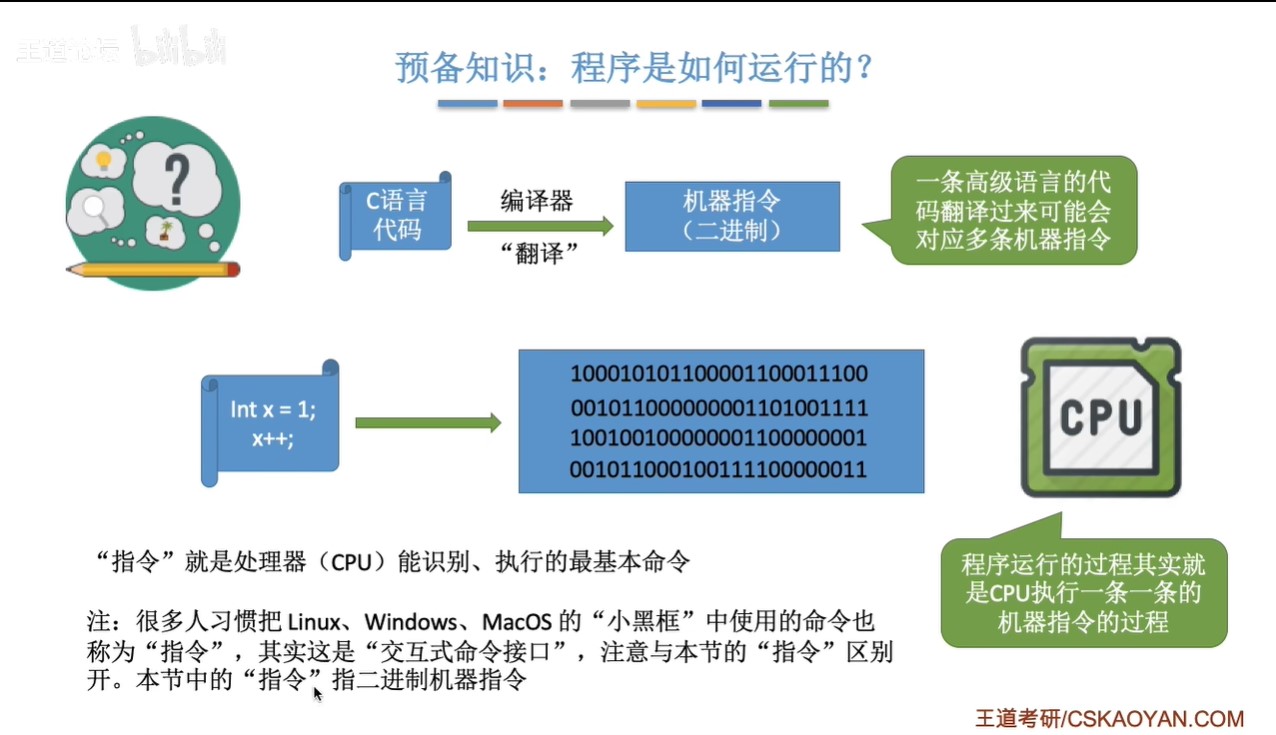 王道论坛 bilibili
预备知识：程序是如何运行的？
C语言
代码
编译器
“翻译”
机器指令
（二进制）
一条高级语言的代
码翻译过来可能会
对应多条机器指令
?
Int x = 1;
x++;
100010101100001100011100
001011000000001101001111
100100100000001100000001
001011000100111100000011
CPU
“指令”就是处理器（CPU）能识别、执行的最基本命令
程序运行的过程其实就
是CPU执行一条一条的
机器指令的过程
注：很多人习惯把 Linux、Windows、MacOS 的“小黑框”中使用的命令也
称为“指令”，其实这是“交互式命令接口”，注意与本节的“指令”区别
开。本节中的“指令”指二进制机器指令
王道考研/CSKAOYAN.COM